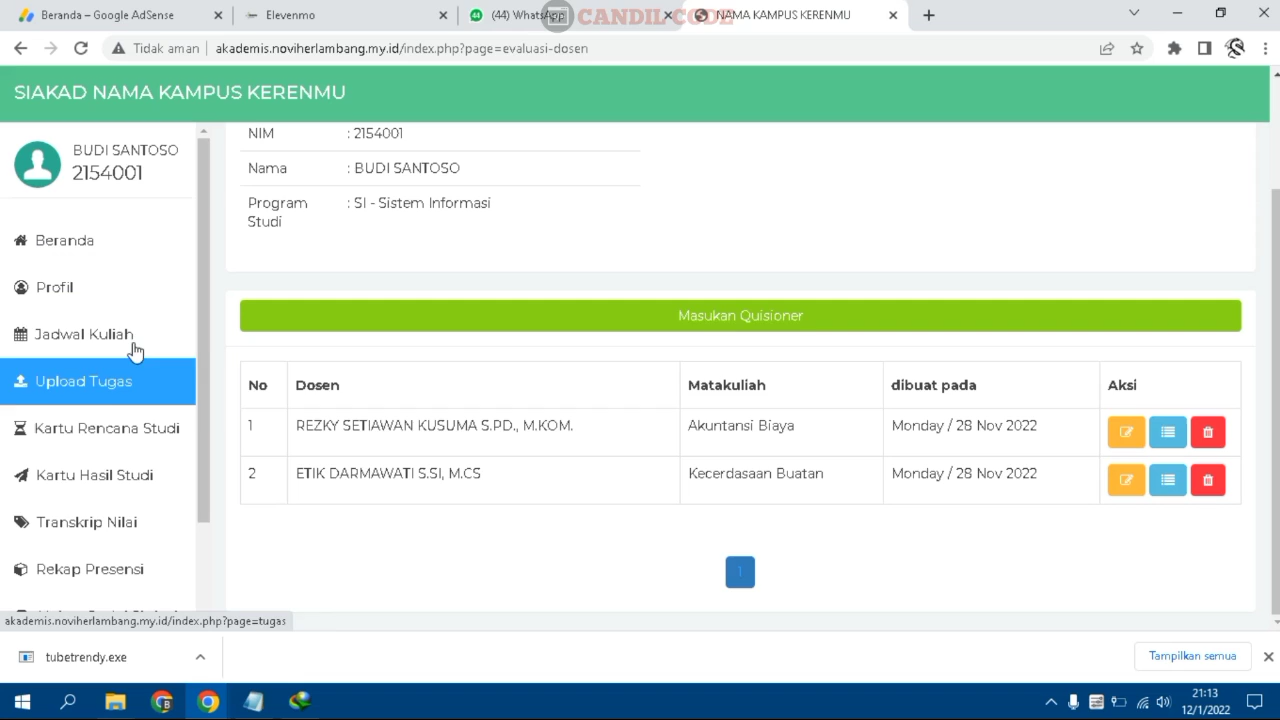 Beranda – Google AdSense
Elevenmo
(44) WhatsApp
CANDIL CODE
NAMA KAMPUS KERENMU
Tidak aman
akademis.noviherlambang.my.id/index.php?page=evaluasi-dosen
SIAKAD NAMA KAMPUS KERENMU
BUDI SANTOSO
2154001
Beranda
Profil
Jadwal Kuliah
Upload Tugas
Kartu Rencana Studi
Kartu Hasil Studi
Transkrip Nilai
Rekap Presensi
akademis.noviherlambang.my.id/index.php?page=tugas
NIM : 2154001
Nama : BUDI SANTOSO
Program : SI - Sistem Informasi
Studi
Masukan Quisioner
No Dosen Matakuliah dibuat pada Aksi
1 REZKY SETIAWAN KUSUMA S.PD., M.KOM. Akuntansi Biaya Monday / 28 Nov 2022
2 ETIK DARMAWATI S.SI, M.CS Kecerdasaan Buatan Monday / 28 Nov 2022
1
tubetrendy.exe
Tampilkan semua
21:13
12/1/2022